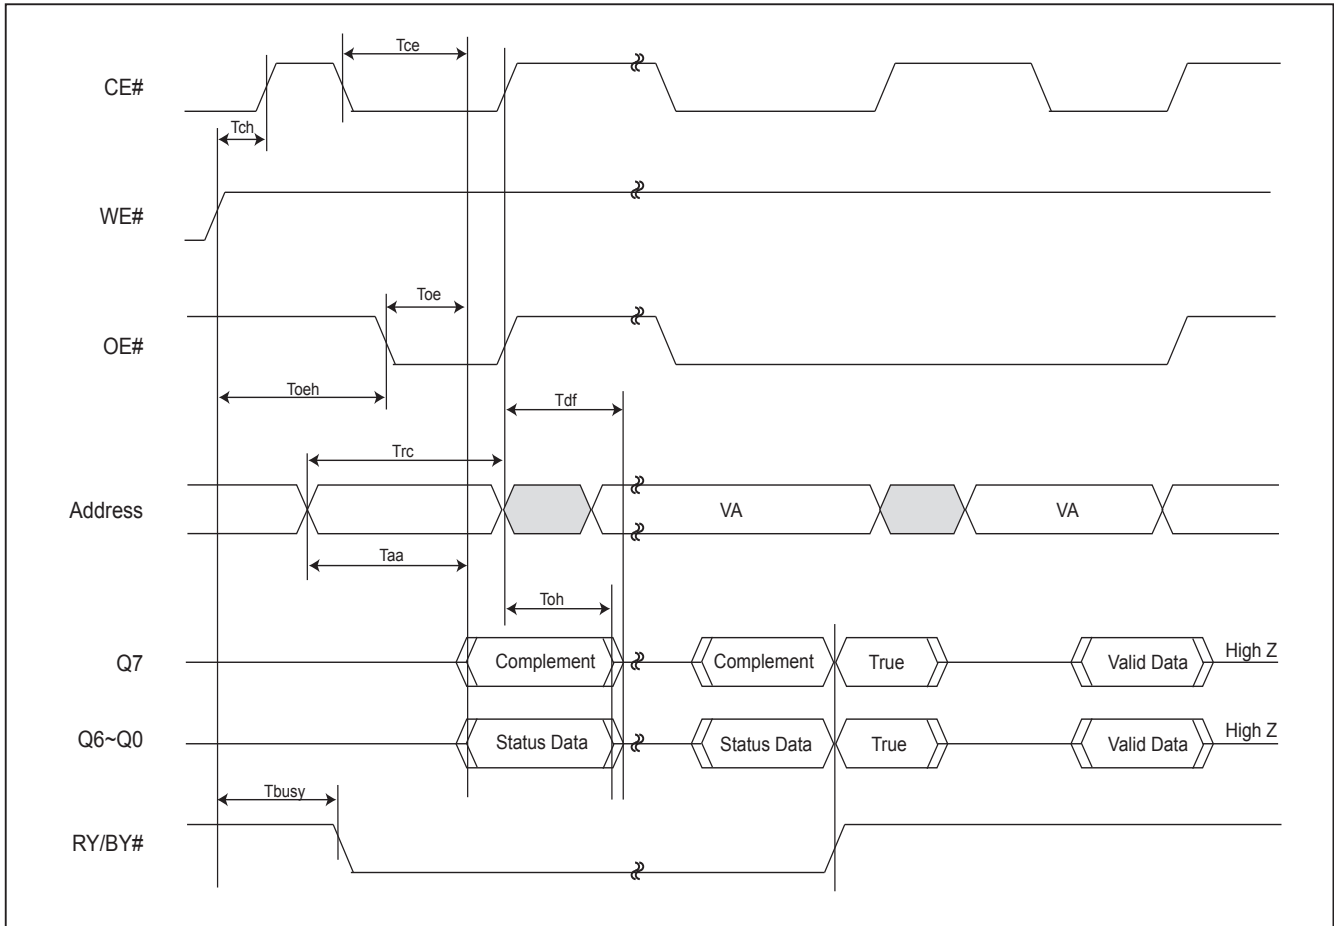 Tce
CE#
Tch
WE#
Toe
OE#
Toeh
Tdf
Trc
Address
VA
VA
Taa
Toh
Q7
Complement
Complement
True
Valid Data
High Z
Q6~Q0
Status Data
Status Data
True
Valid Data
High Z
Tbusy
RY/BY#